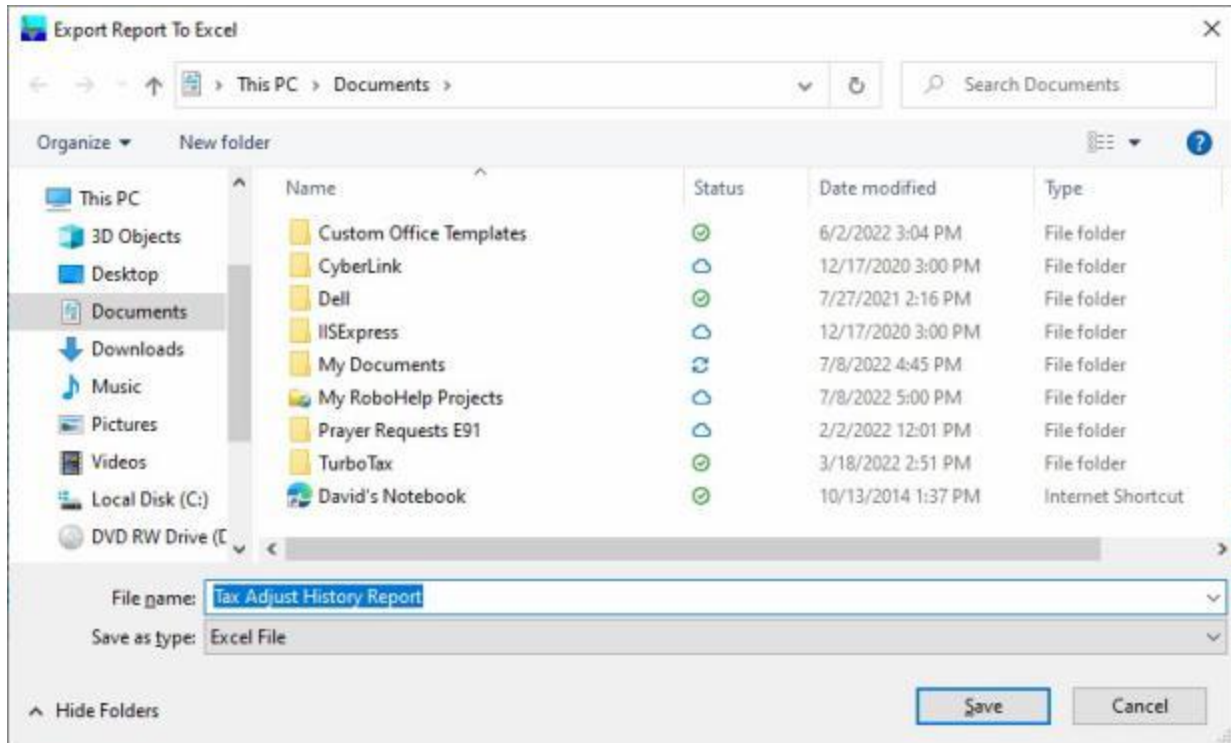 Export Report To Excel
This PC > Documents >
Search Documents
Organize New folder
Name Status Date modified Type
This PC
3D Objects
Desktop
Documents
Downloads
Music
Pictures
Videos
Local Disk (C:)
DVD RW Drive (D
Custom Office Templates 6/2/2022 3:04 PM File folder
CyberLink 12/17/2020 3:00 PM File folder
Dell 7/27/2021 2:16 PM File folder
IISExpress 12/17/2020 3:00 PM File folder
My Documents 7/8/2022 4:45 PM File folder
My RoboHelp Projects 7/8/2022 5:00 PM File folder
Prayer Requests E91 2/2/2022 12:01 PM File folder
TurboTax 3/18/2022 2:51 PM File folder
David's Notebook 10/13/2014 1:37 PM Internet Shortcut
File name: Tax Adjust History Report
Save as type: Excel File
Hide Folders
Save Cancel